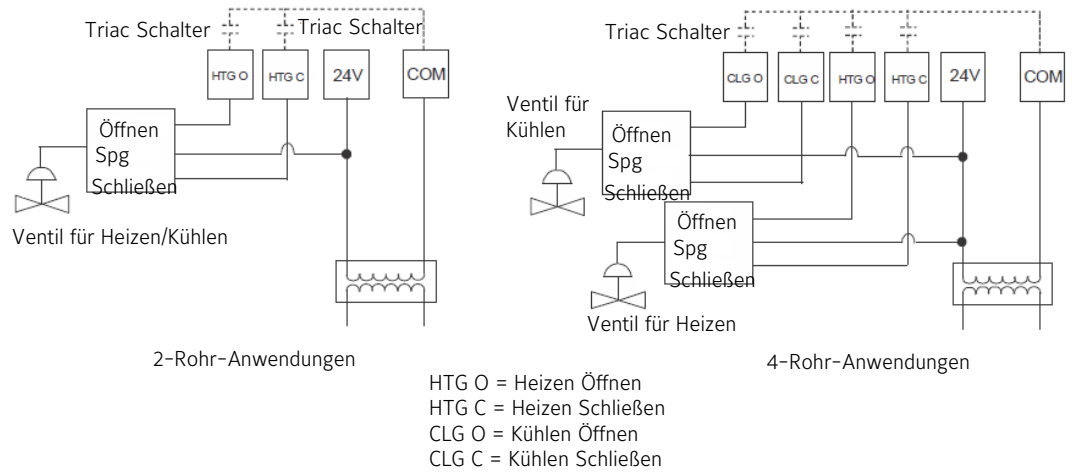 Triac Schalter
Triac Schalter
HTG O
HTG C
24V
COM
Öffnen
Spg
Schließen
Ventil für Heizen/Kühlen
2-Rohr-Anwendungen
Triac Schalter
CLG O
CLG C
HTG O
HTG C
24V
COM
Ventil für
Kühlen
Öffnen
Spg
Schließen
Öffnen
Spg
Schließen
Ventil für Heizen
4-Rohr-Anwendungen
HTG O = Heizen Öffnen
HTG C = Heizen Schließen
CLG O = Kühlen Öffnen
CLG C = Kühlen Schließen